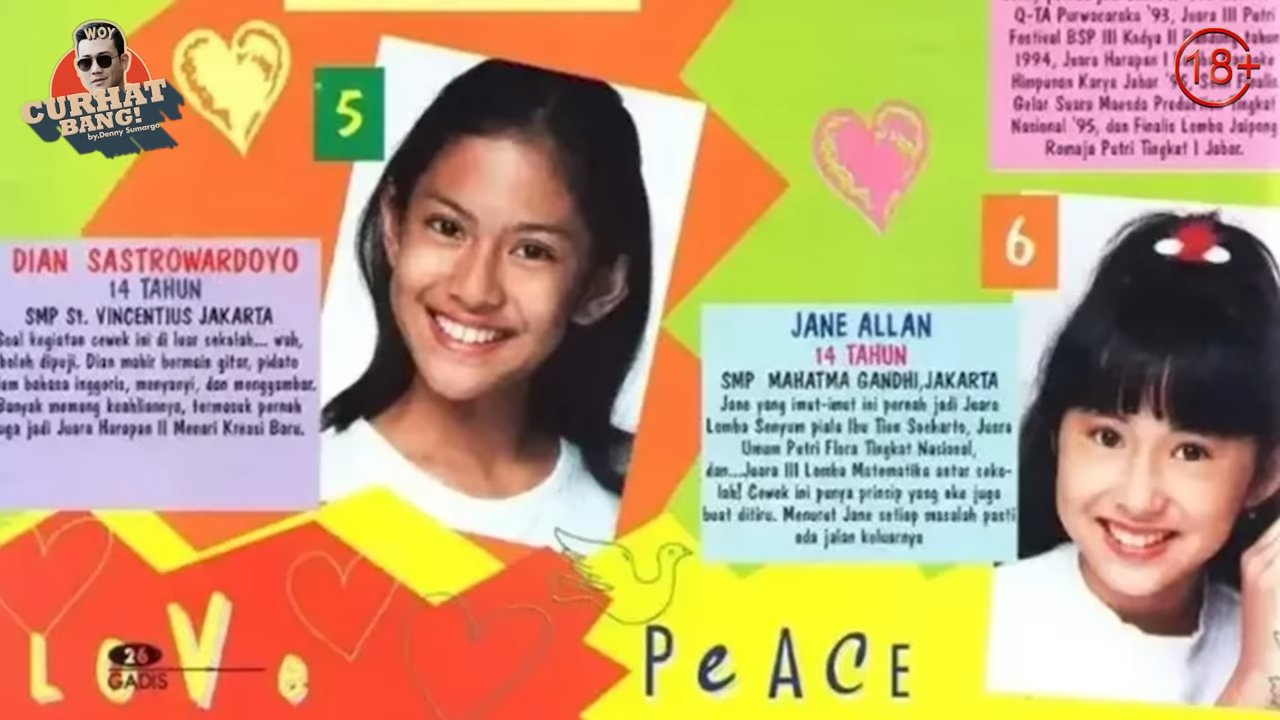 WOY
CURHAT
BANG!
by.Denny Sumargo
18+
Q-TA Purwacaraka '93, Juara III Putri
Festival BSP III Kodya II Bandung tahun
1994, Juara Harapan I
Himpunan Karya Jabar
Gelar Suara Maesda Tingkat
Nasional '95, dan Finalis Lomba Jaipong
Remaja Putri Tingkat I Jabar.
5
DIAN SASTROWARDOYO
14 TAHUN
SMP St. VINCENTIUS JAKARTA
Soal kegiatan cewek ini di luar sekolah... wah,
boleh dipuji. Dian mahir bermain gitar, pidato
bahasa inggeris, menyanyi, dan menggambar.
Banyak memang keahliannya, termasuk pernah
juga jadi Juara Harapan II Menari Kreasi Baru.
6
JANE ALLAN
14 TAHUN
SMP MAHATMA GANDHI,JAKARTA
Jane yang imut-imut ini pernah jadi Juara
Lomba Senyum piala Ibu Tien Soeharto, Juara
Umum Putri Flora Tingkat Nasional,
dan...Juara III Lomba Matematika antar seko-
lah! Cewek ini punya prinsip yang oke juga
buat ditiru. Menurut Jane setiap masalah pasti
ada jalan keluarnya
LoVe
PeACE
26
GADIS